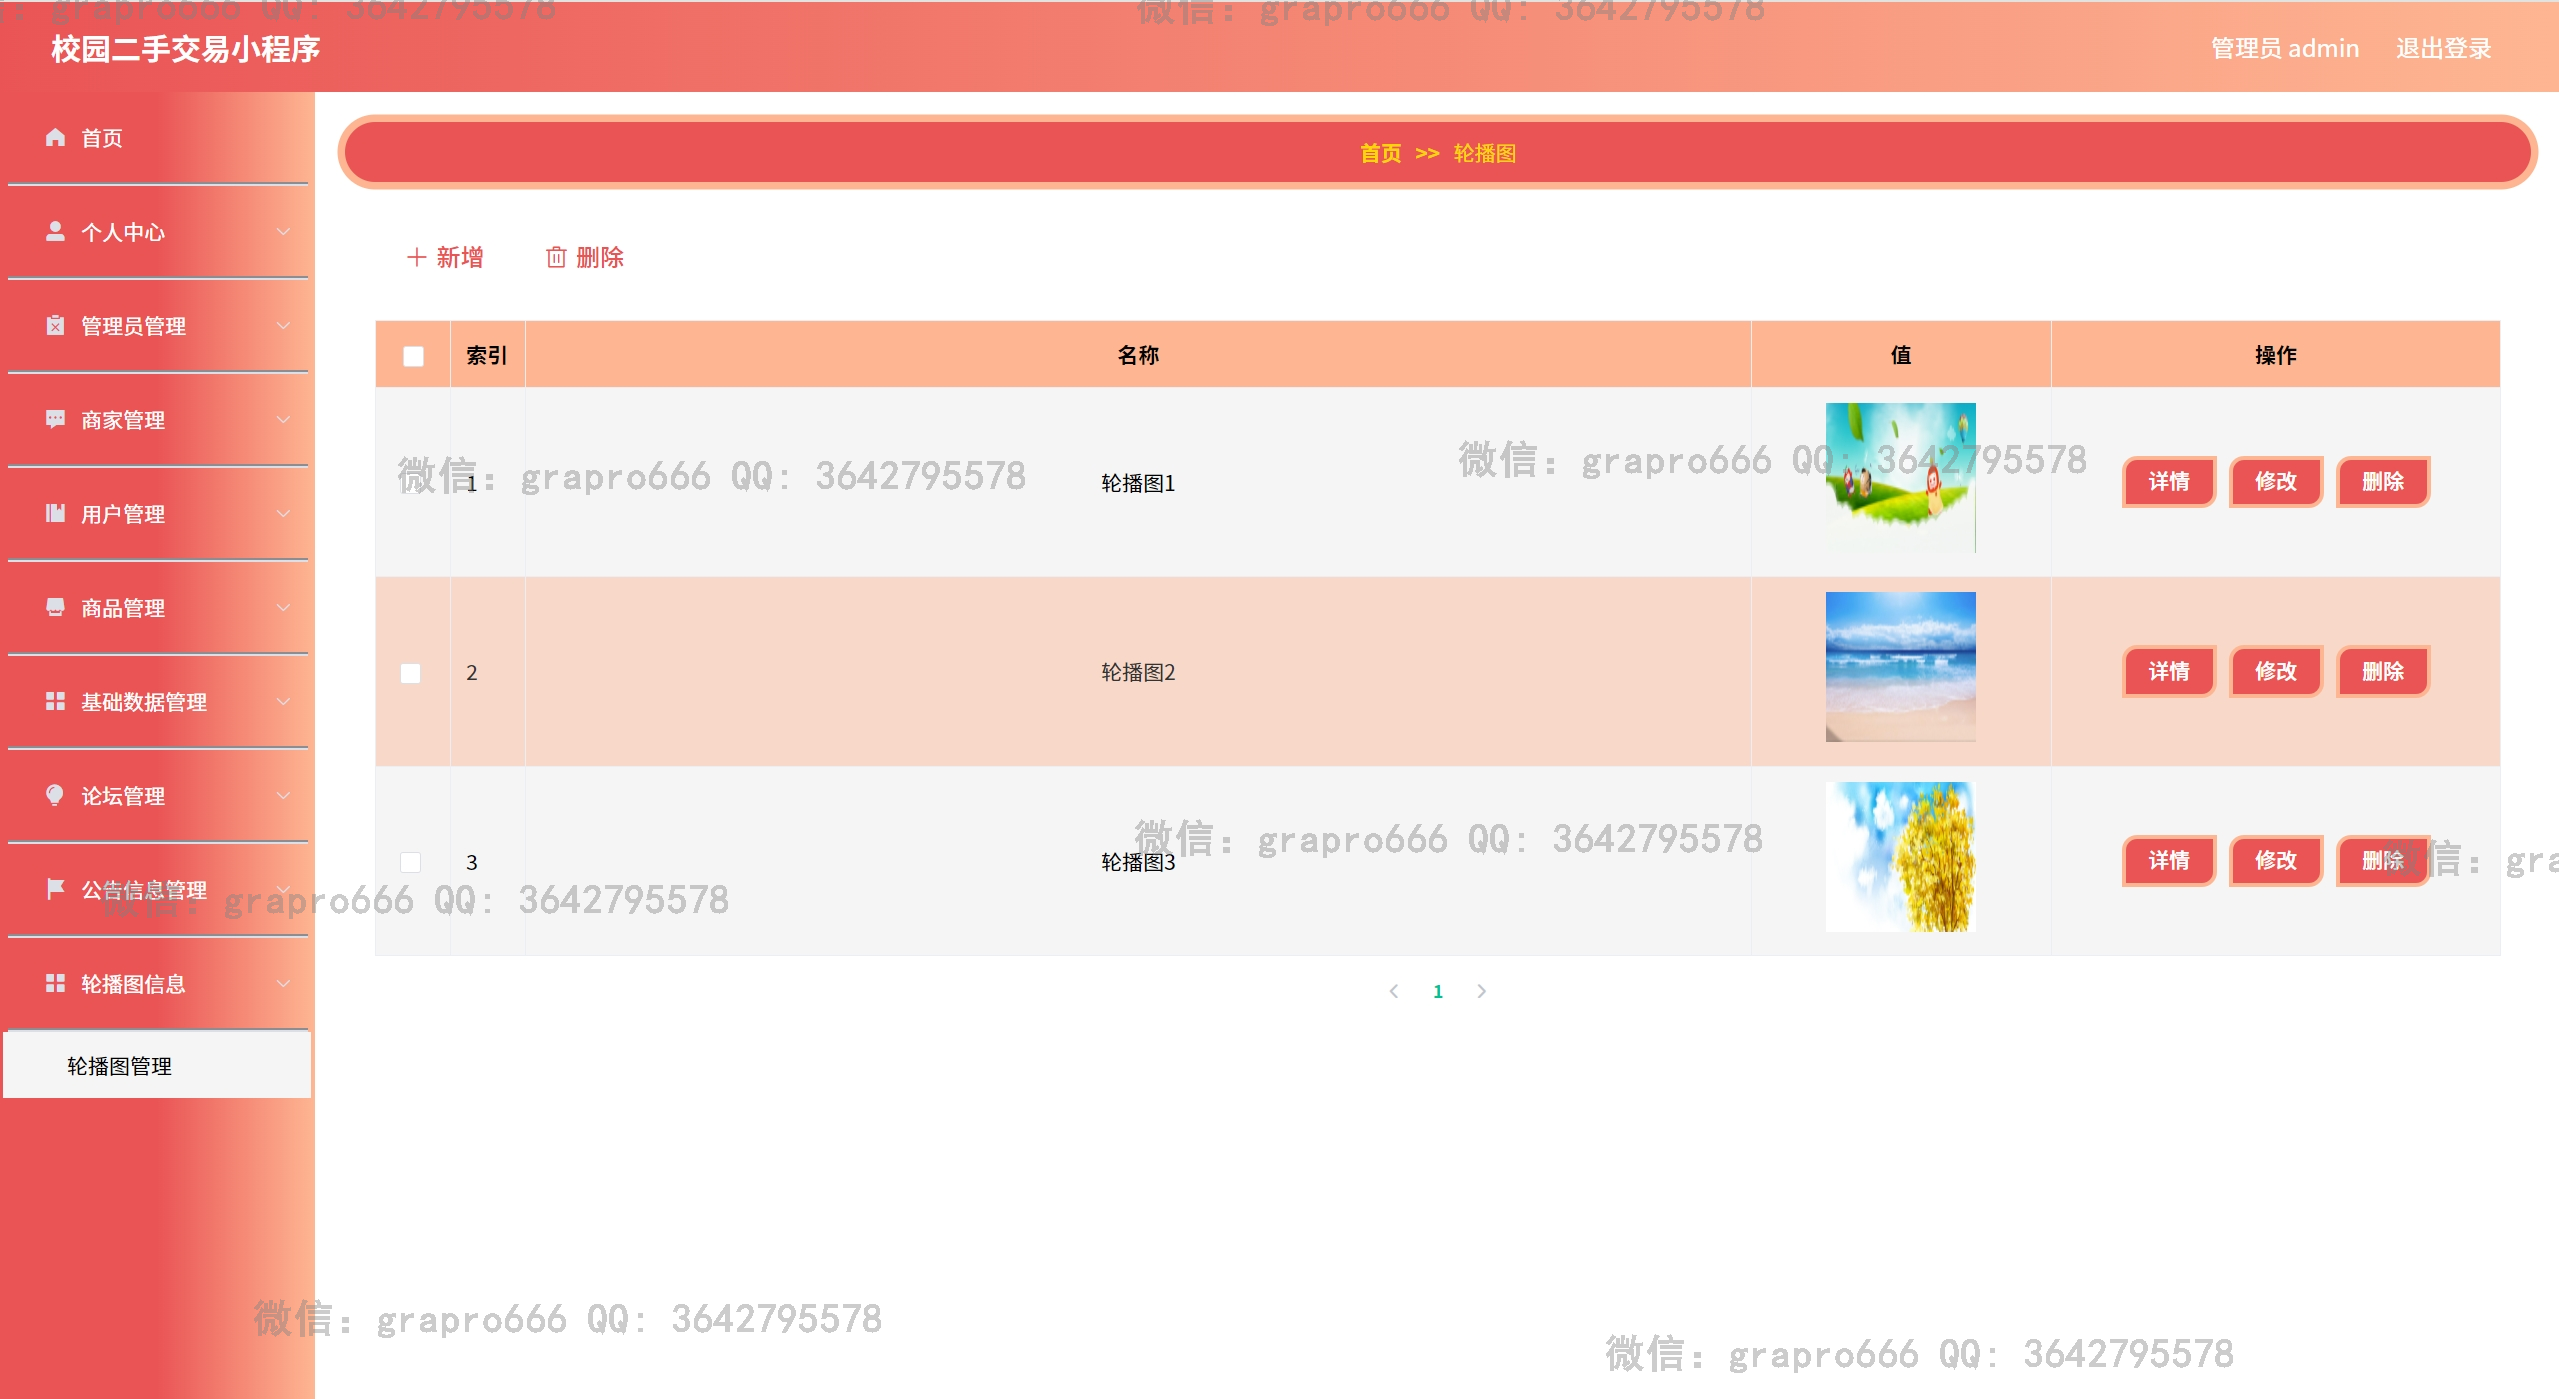 微信: grapro666 QQ: 3642795578
校园二手交易小程序
管理员 admin 退出登录
首页
个人中心
管理员管理
商家管理
用户管理
商品管理
基础数据管理
论坛管理
公告信息管理
轮播图信息
轮播图管理
首页 >> 轮播图
新增 删除
索引 名称 值 操作
1 轮播图1 详情 修改 删除
微信: grapro666 QQ: 3642795578
微信: grapro666 QQ: 3642795578
2 轮播图2 详情 修改 删除
3 轮播图3 详情 修改 删除
微信: grapro666 QQ: 3642795578
微信: gra
微信: grapro666 QQ: 3642795578
1
微信: grapro666 QQ: 3642795578
微信: grapro666 QQ: 3642795578